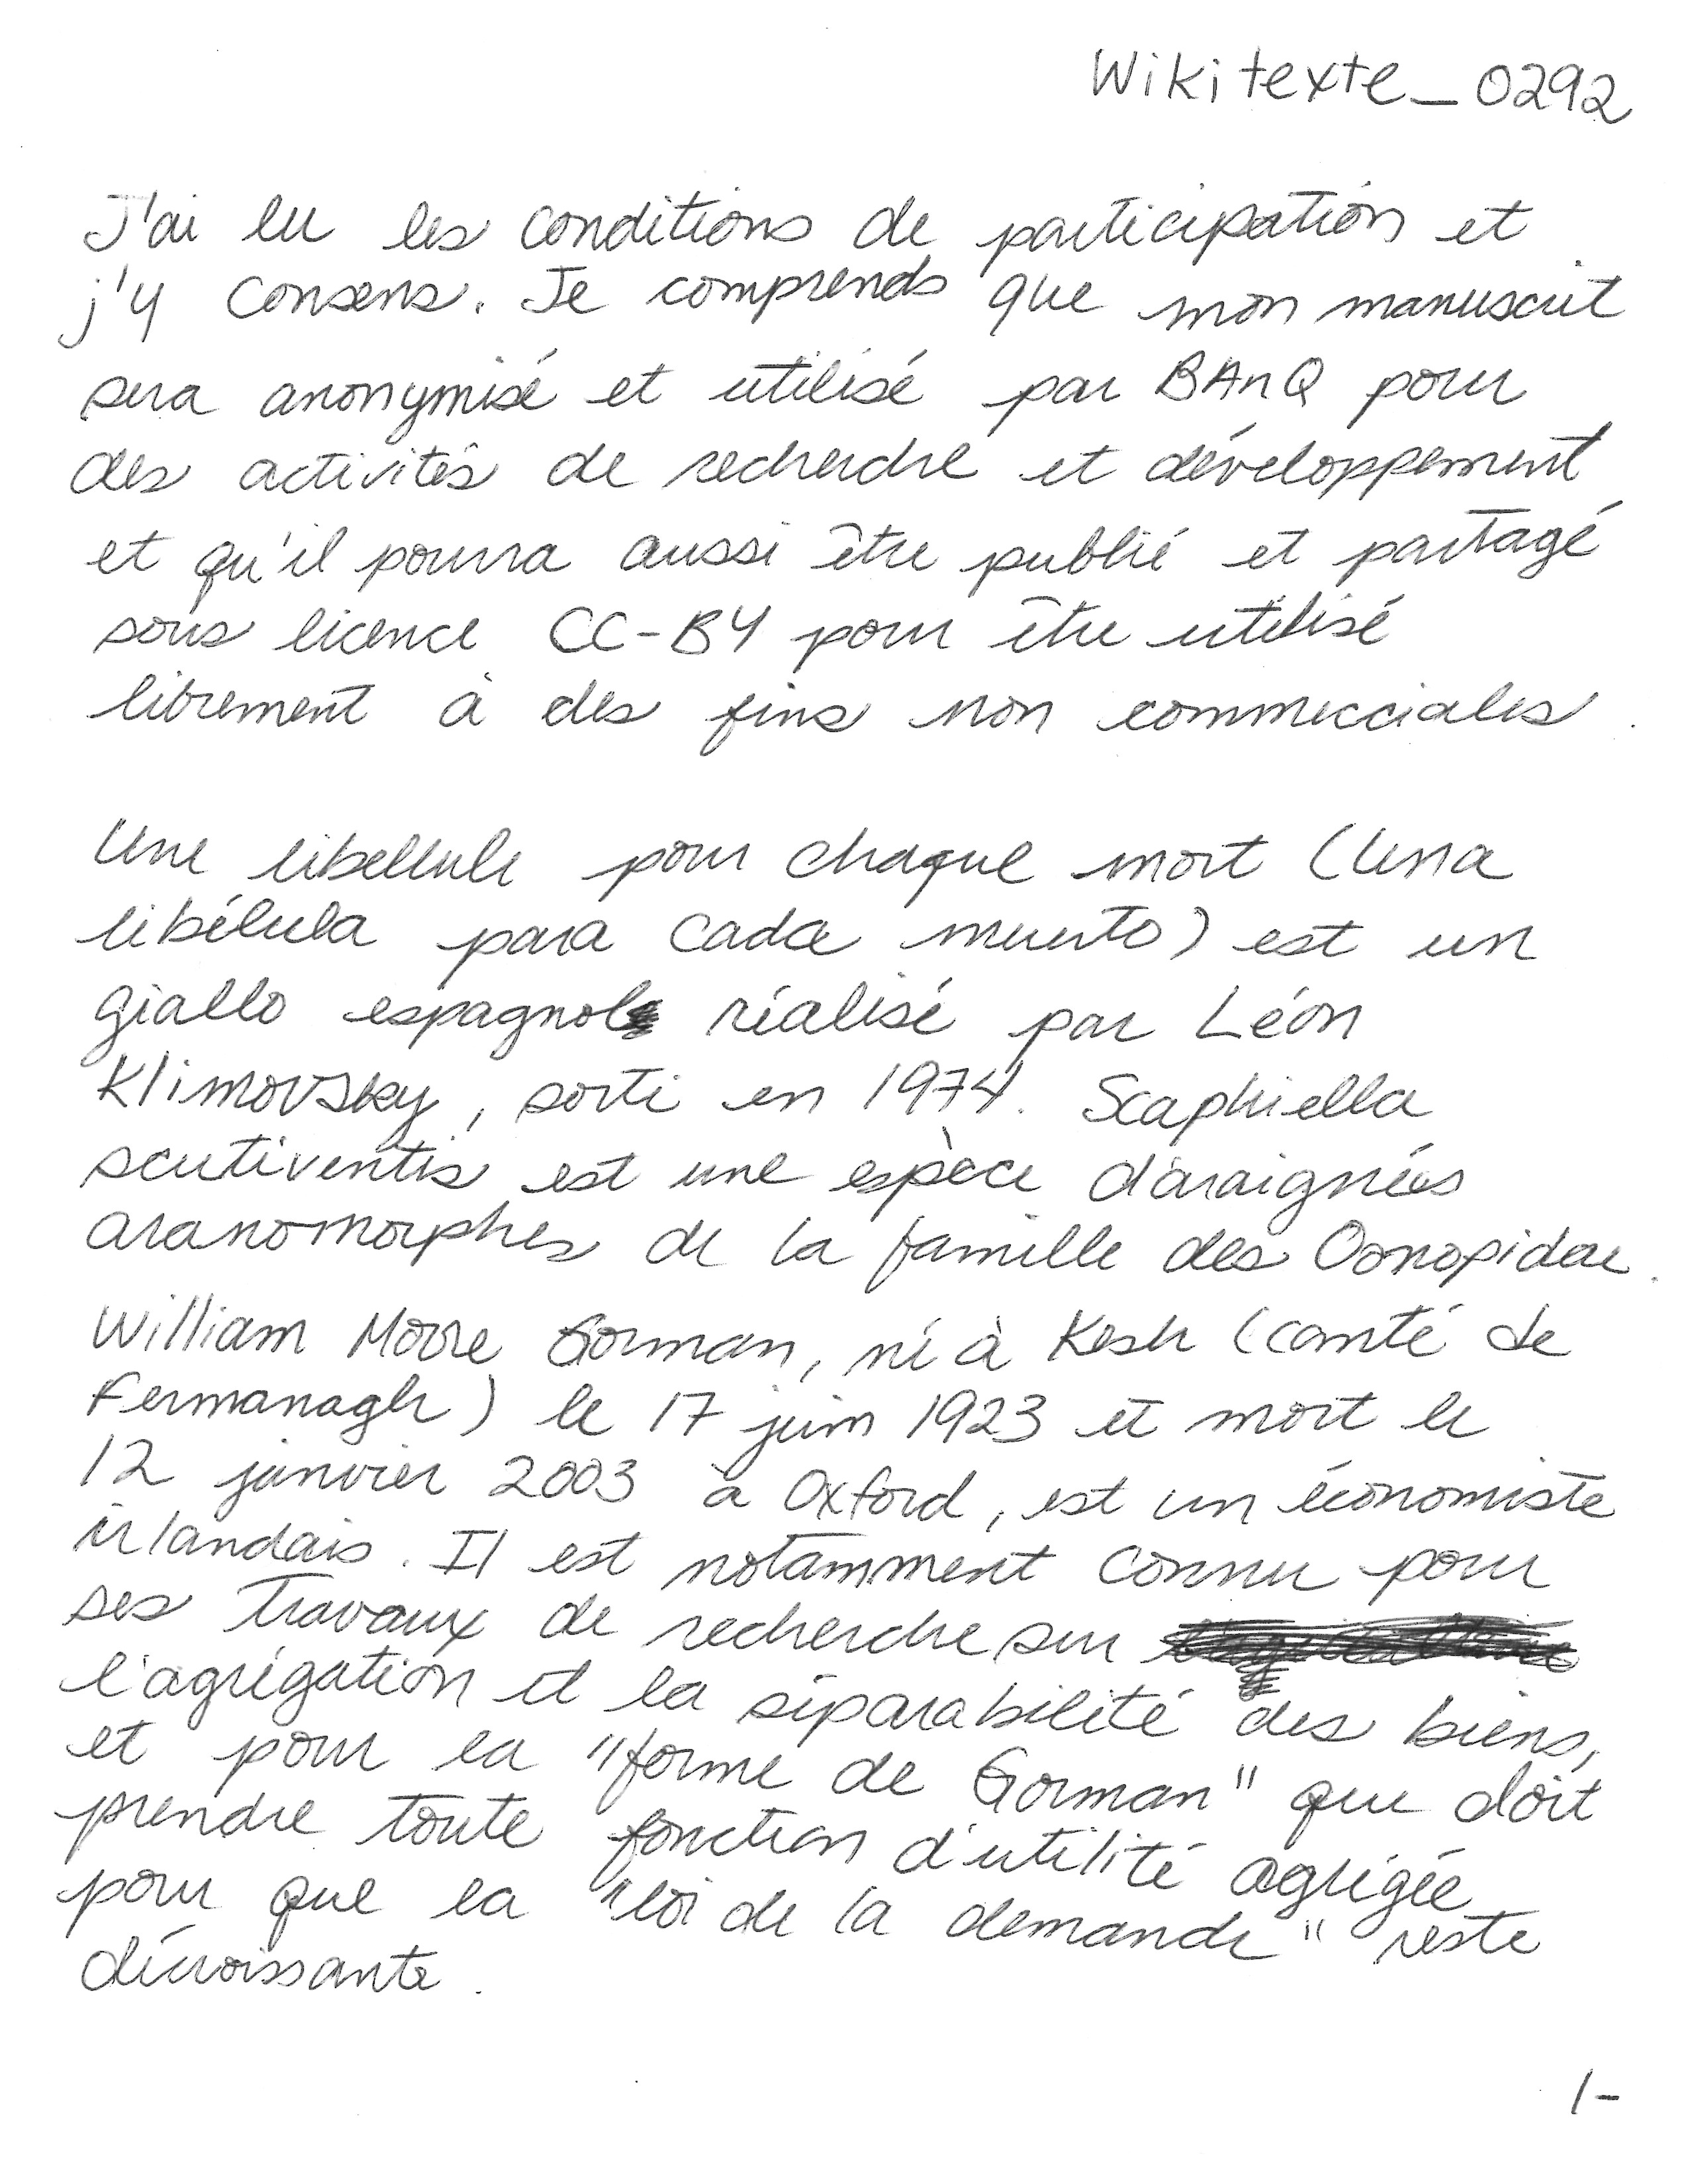 Wikitexte_0292
J'ai lu les conditions de participation et
j'y consens. Je comprends que mon manuscrit
sera anonymisé et utilisé par BAnQ pour
des activités de recherche et développement
et qu'il pourra aussi être publié et partagé
sous licence CC-BY pour être utilisé
librement à des fins non commerciales.
Une libellule pour chaque mort (Una
libélula para cada muerto) est un
giallo espagnol réalisé par Léon
Klimovsky, sorti en 1974. Scaphiella
scutiventis est une espèce d'araignées
aranomorphes de la famille des Oonopidae.
William Moore Gorman, né à Kesh (comté de
Fermanagh) le 17 juin 1923 et mort le
12 janvier 2003 à Oxford, est un économiste
irlandais. Il est notamment connu pour
ses travaux de recherche sur
l'agrégation et la séparabilité des biens,
et pour la "forme de Gorman" que doit
prendre toute fonction d'utilité agrégée
pour que la "loi de la demande" reste
décroissante.
1-